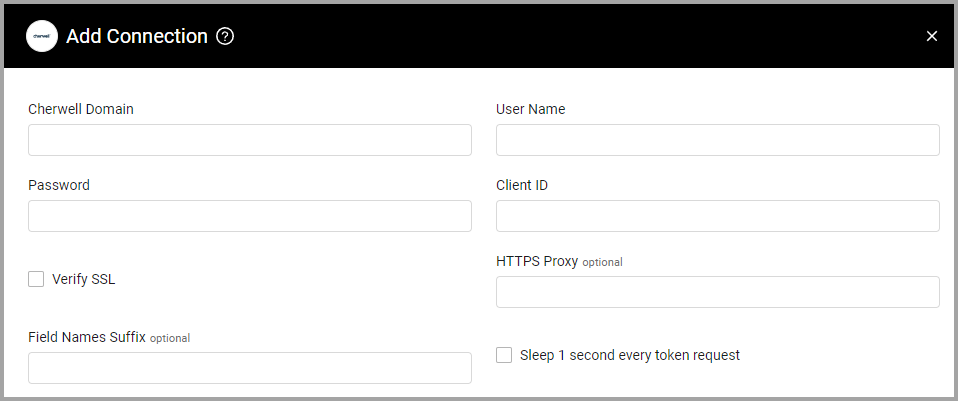 cherwell
Add Connection ?
Cherwell Domain
User Name
Password
Client ID
Verify SSL
HTTPS Proxy optional
Field Names Suffix optional
Sleep 1 second every token request